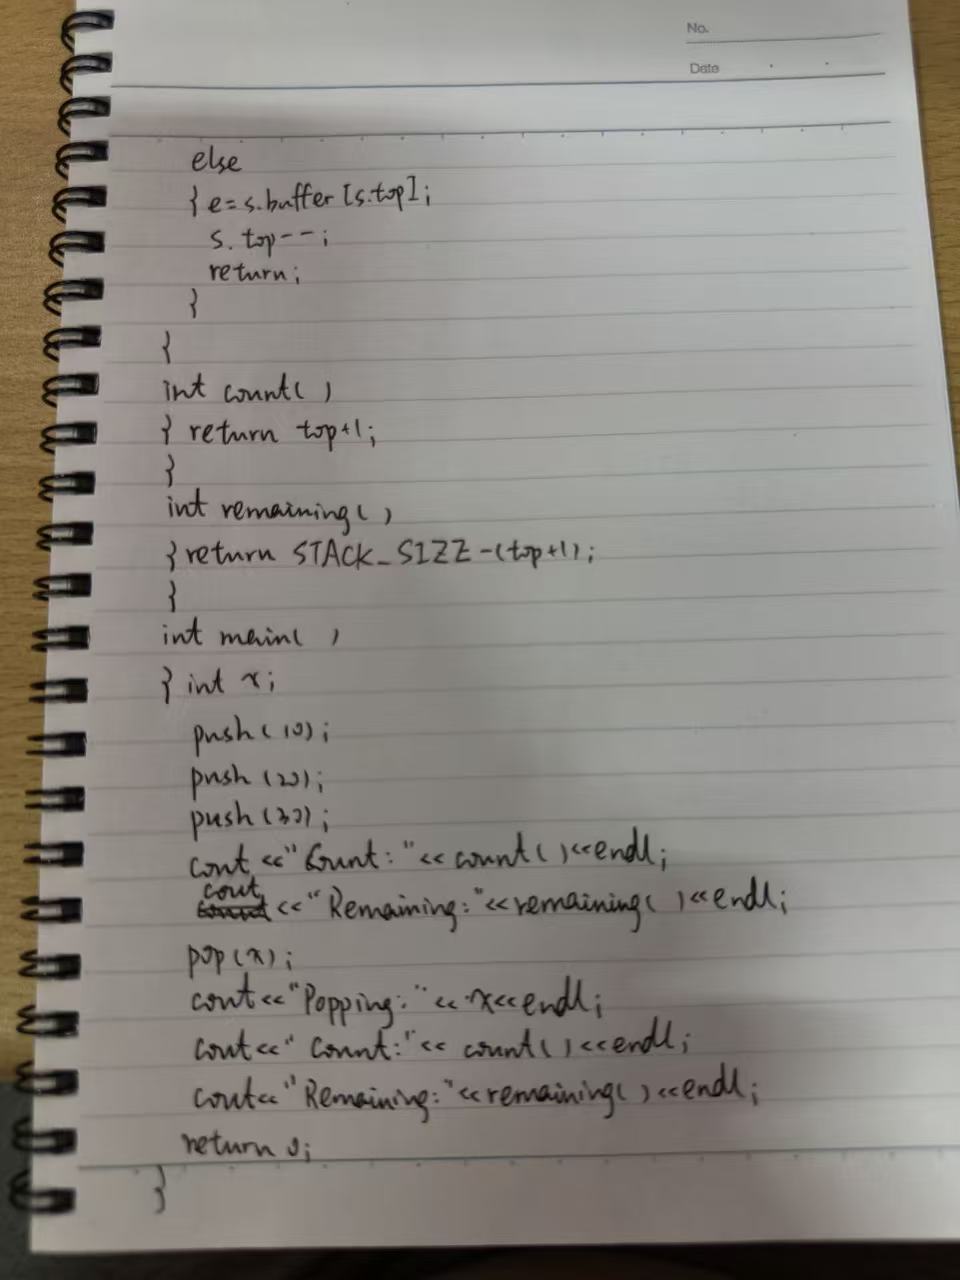 No.
Date
else
{ e=s.buffer[s.top];
s.top--;
return;
}
}
int count( )
{ return top+1;
}
int remaining( )
{ return STACK_SIZE-(top+1);
}
int main( )
{ int x;
push(10);
push(20);
push(30);
cout<<"Count:"<<count( )<<endl;
cout<<"Remaining:"<<remaining( )<<endl;
pop(x);
cout<<"Popping:"<<x<<endl;
cout<<"Count:"<<count( )<<endl;
cout<<"Remaining:"<<remaining( )<<endl;
return 0;
}